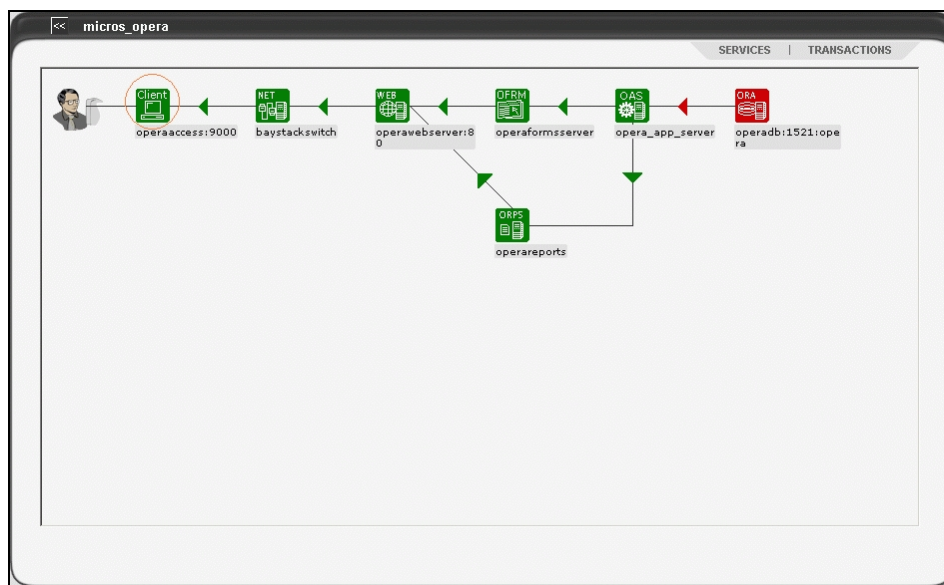 << micros_opera
SERVICES | TRANSACTIONS
Client
NET
WEB
OFRM
OAS
ORA
operaaccess:9000
baystackswitch
operawebserver:8
0
operaformsserver
opera_app_server
operadb:1521:ope
ra
ORPS
operareports